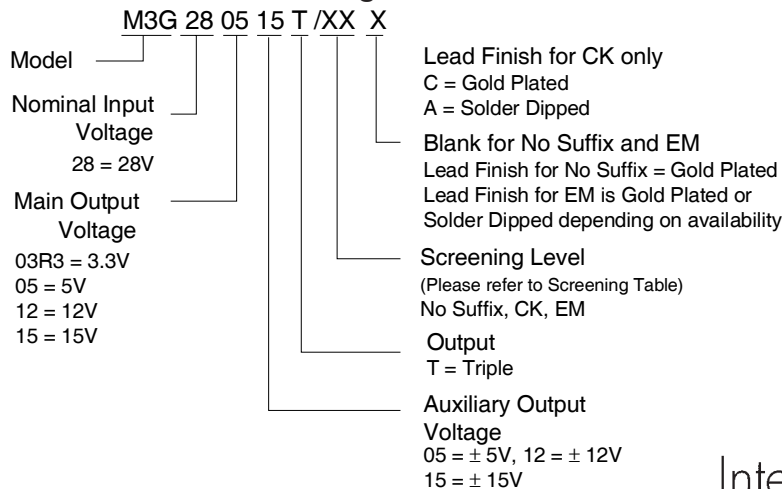 M3G 28 05 15 T /XX X
Model
Nominal Input
Voltage
28 = 28V
Main Output
Voltage
03R3 = 3.3V
05 = 5V
12 = 12V
15 = 15V
Lead Finish for CK only
C = Gold Plated
A = Solder Dipped
Blank for No Suffix and EM
Lead Finish for No Suffix = Gold Plated
Lead Finish for EM is Gold Plated or
Solder Dipped depending on availability
Screening Level
(Please refer to Screening Table)
No Suffix, CK, EM
Output
T = Triple
Auxiliary Output
Voltage
05 = ± 5V, 12 = ± 12V
15 = ± 15V